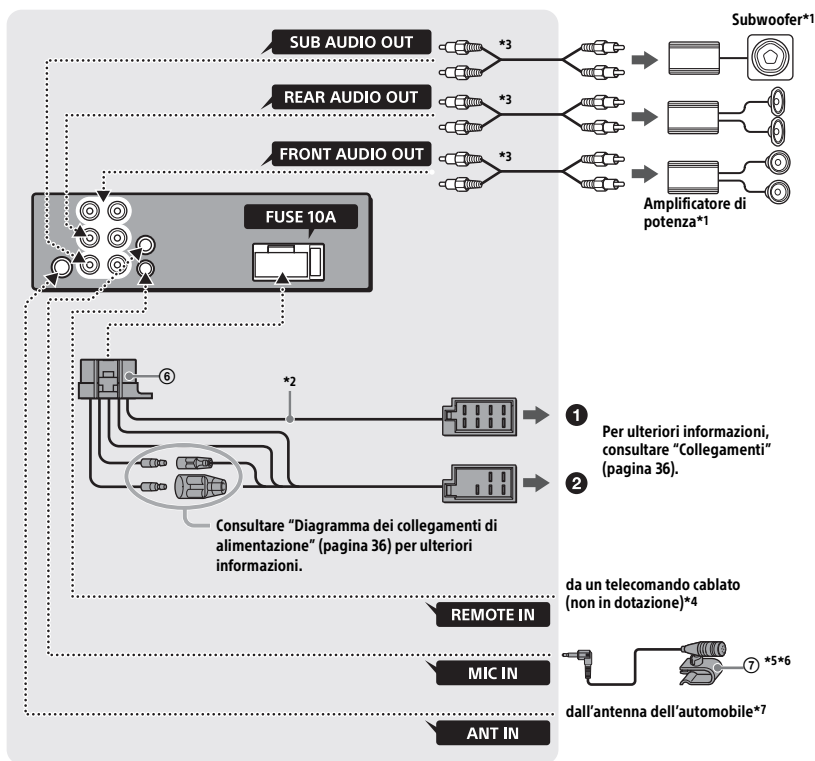 Subwoofer*1
SUB AUDIO OUT
*3
REAR AUDIO OUT
*3
FRONT AUDIO OUT
*3
Amplificatore di
potenza*1
FUSE 10A
⑥
*2
❶
Per ulteriori informazioni,
consultare “Collegamenti”
(pagina 36).
❷
Consultare “Diagramma dei collegamenti di
alimentazione” (pagina 36) per ulteriori
informazioni.
da un telecomando cablato
(non in dotazione)*4
REMOTE IN
⑦ *5*6
MIC IN
dall’antenna dell’automobile*7
ANT IN